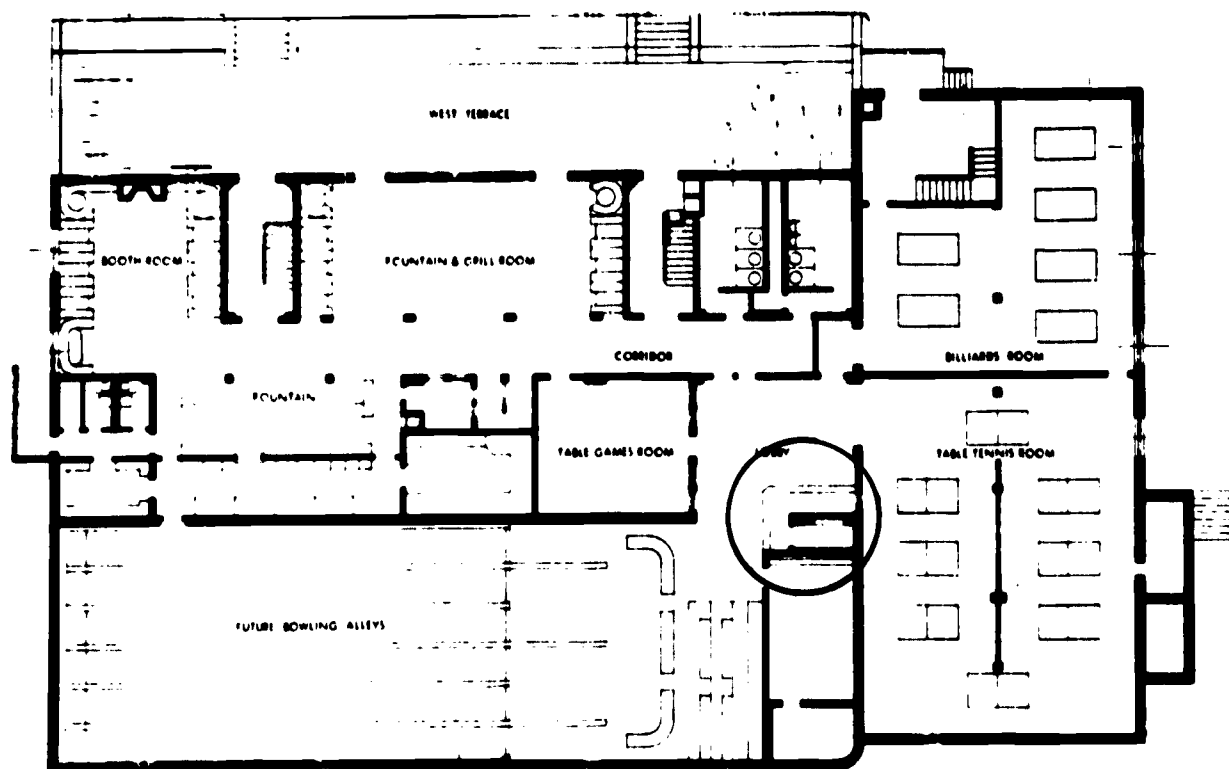 WEST TERRACE
BOOTH ROOM
FOUNTAIN & GRILL ROOM
CORRIDOR
BILLIARDS ROOM
FOUNTAIN
TABLE GAMES ROOM
LOBBY
TABLE TENNIS ROOM
FUTURE BOWLING ALLEYS